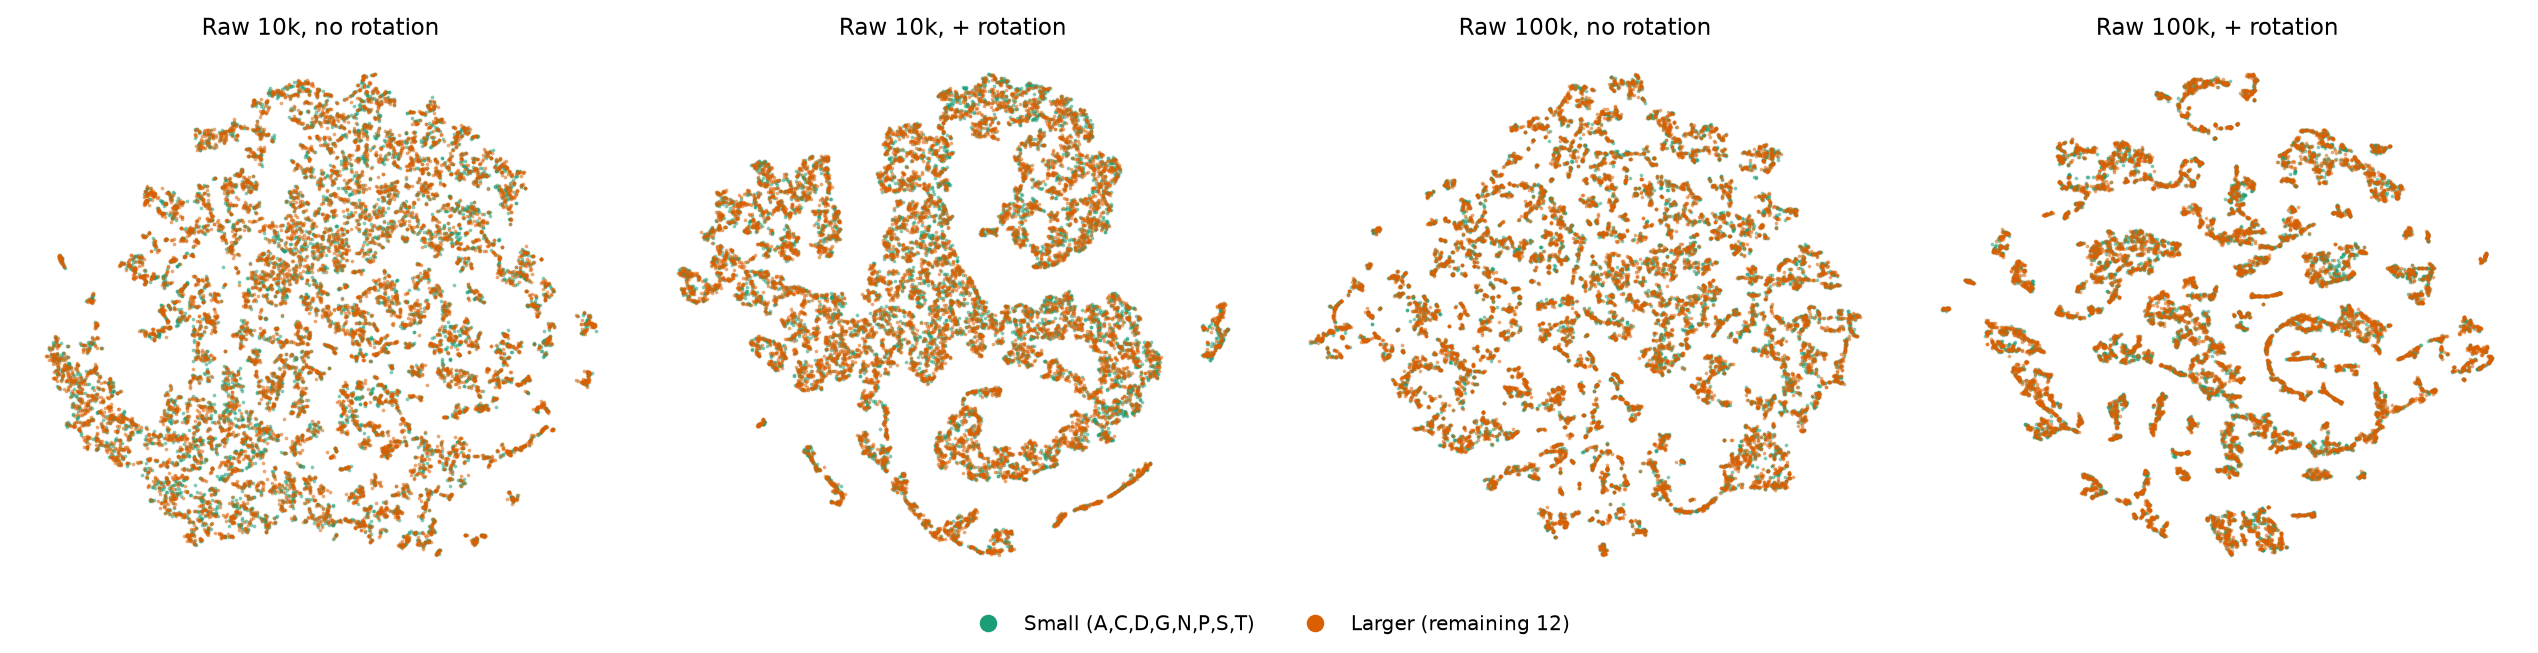 Raw 10k, no rotation
Raw 10k, + rotation
Raw 100k, no rotation
Raw 100k, + rotation
Small (A,C,D,G,N,P,S,T)
Larger (remaining 12)